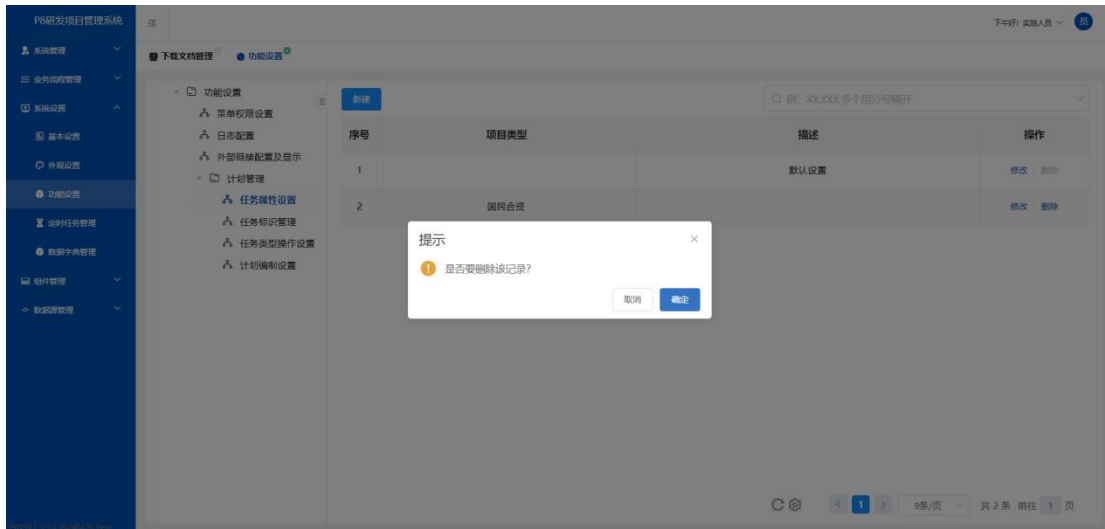 P8研发项目管理系统
下午好! 实施人员
员
系统管理
下载文档管理
功能设置
业务流程管理
系统设置
基本设置
外观设置
功能设置
定时任务管理
数据字典管理
组件管理
数据源管理
功能设置
菜单权限设置
日志配置
外部链接配置及显示
计划管理
任务属性设置
任务标识管理
任务类型操作设置
计划编制设置
新建
例：XX;XXX;多个用分号隔开
序号 项目类型 描述 操作
1 默认设置 修改 删除
2 国民合资 修改 删除
提示
是否要删除该记录?
取消 确定
1 9条/页 共 2 条 前往 1 页